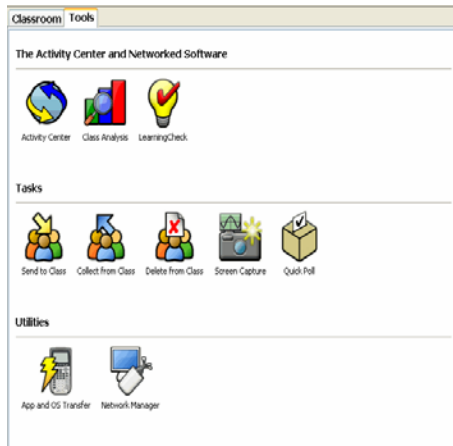 Classroom Tools
The Activity Center and Networked Software
Activity Center Class Analysis LearningCheck
Tasks
Send to Class Collect from Class Delete from Class Screen Capture Quick Poll
Utilities
App and OS Transfer Network Manager